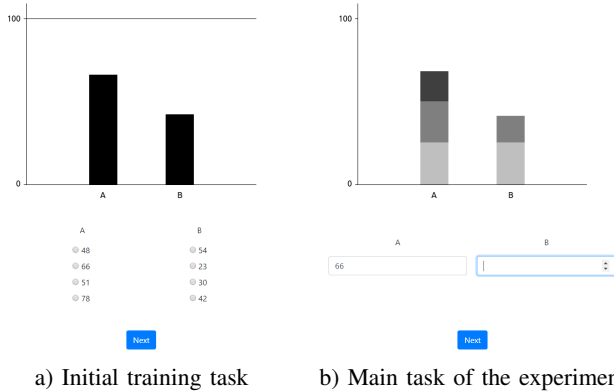 100
0
A B
A B
48 54
66 23
51 30
78 42
Next
a) Initial training task
100
0
A B
A B
66
Next
b) Main task of the experimen